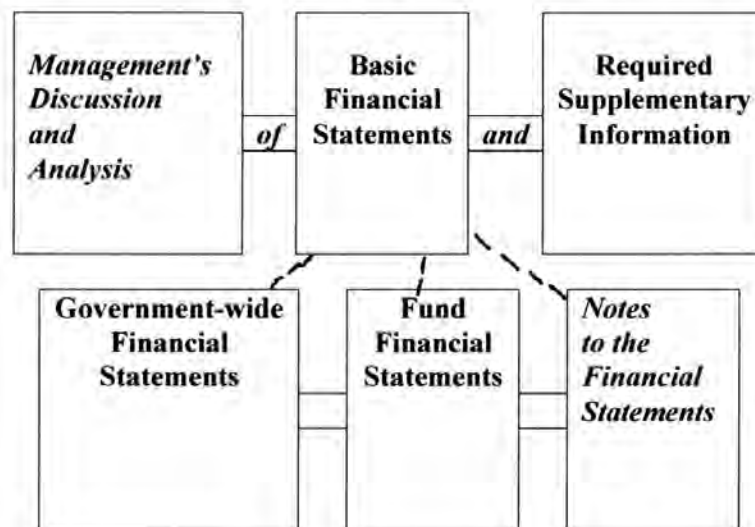 Management's
Discussion
and
Analysis
of
Basic
Financial
Statements
and
Required
Supplementary
Information
Government-wide
Financial
Statements
Fund
Financial
Statements
Notes
to the
Financial
Statements